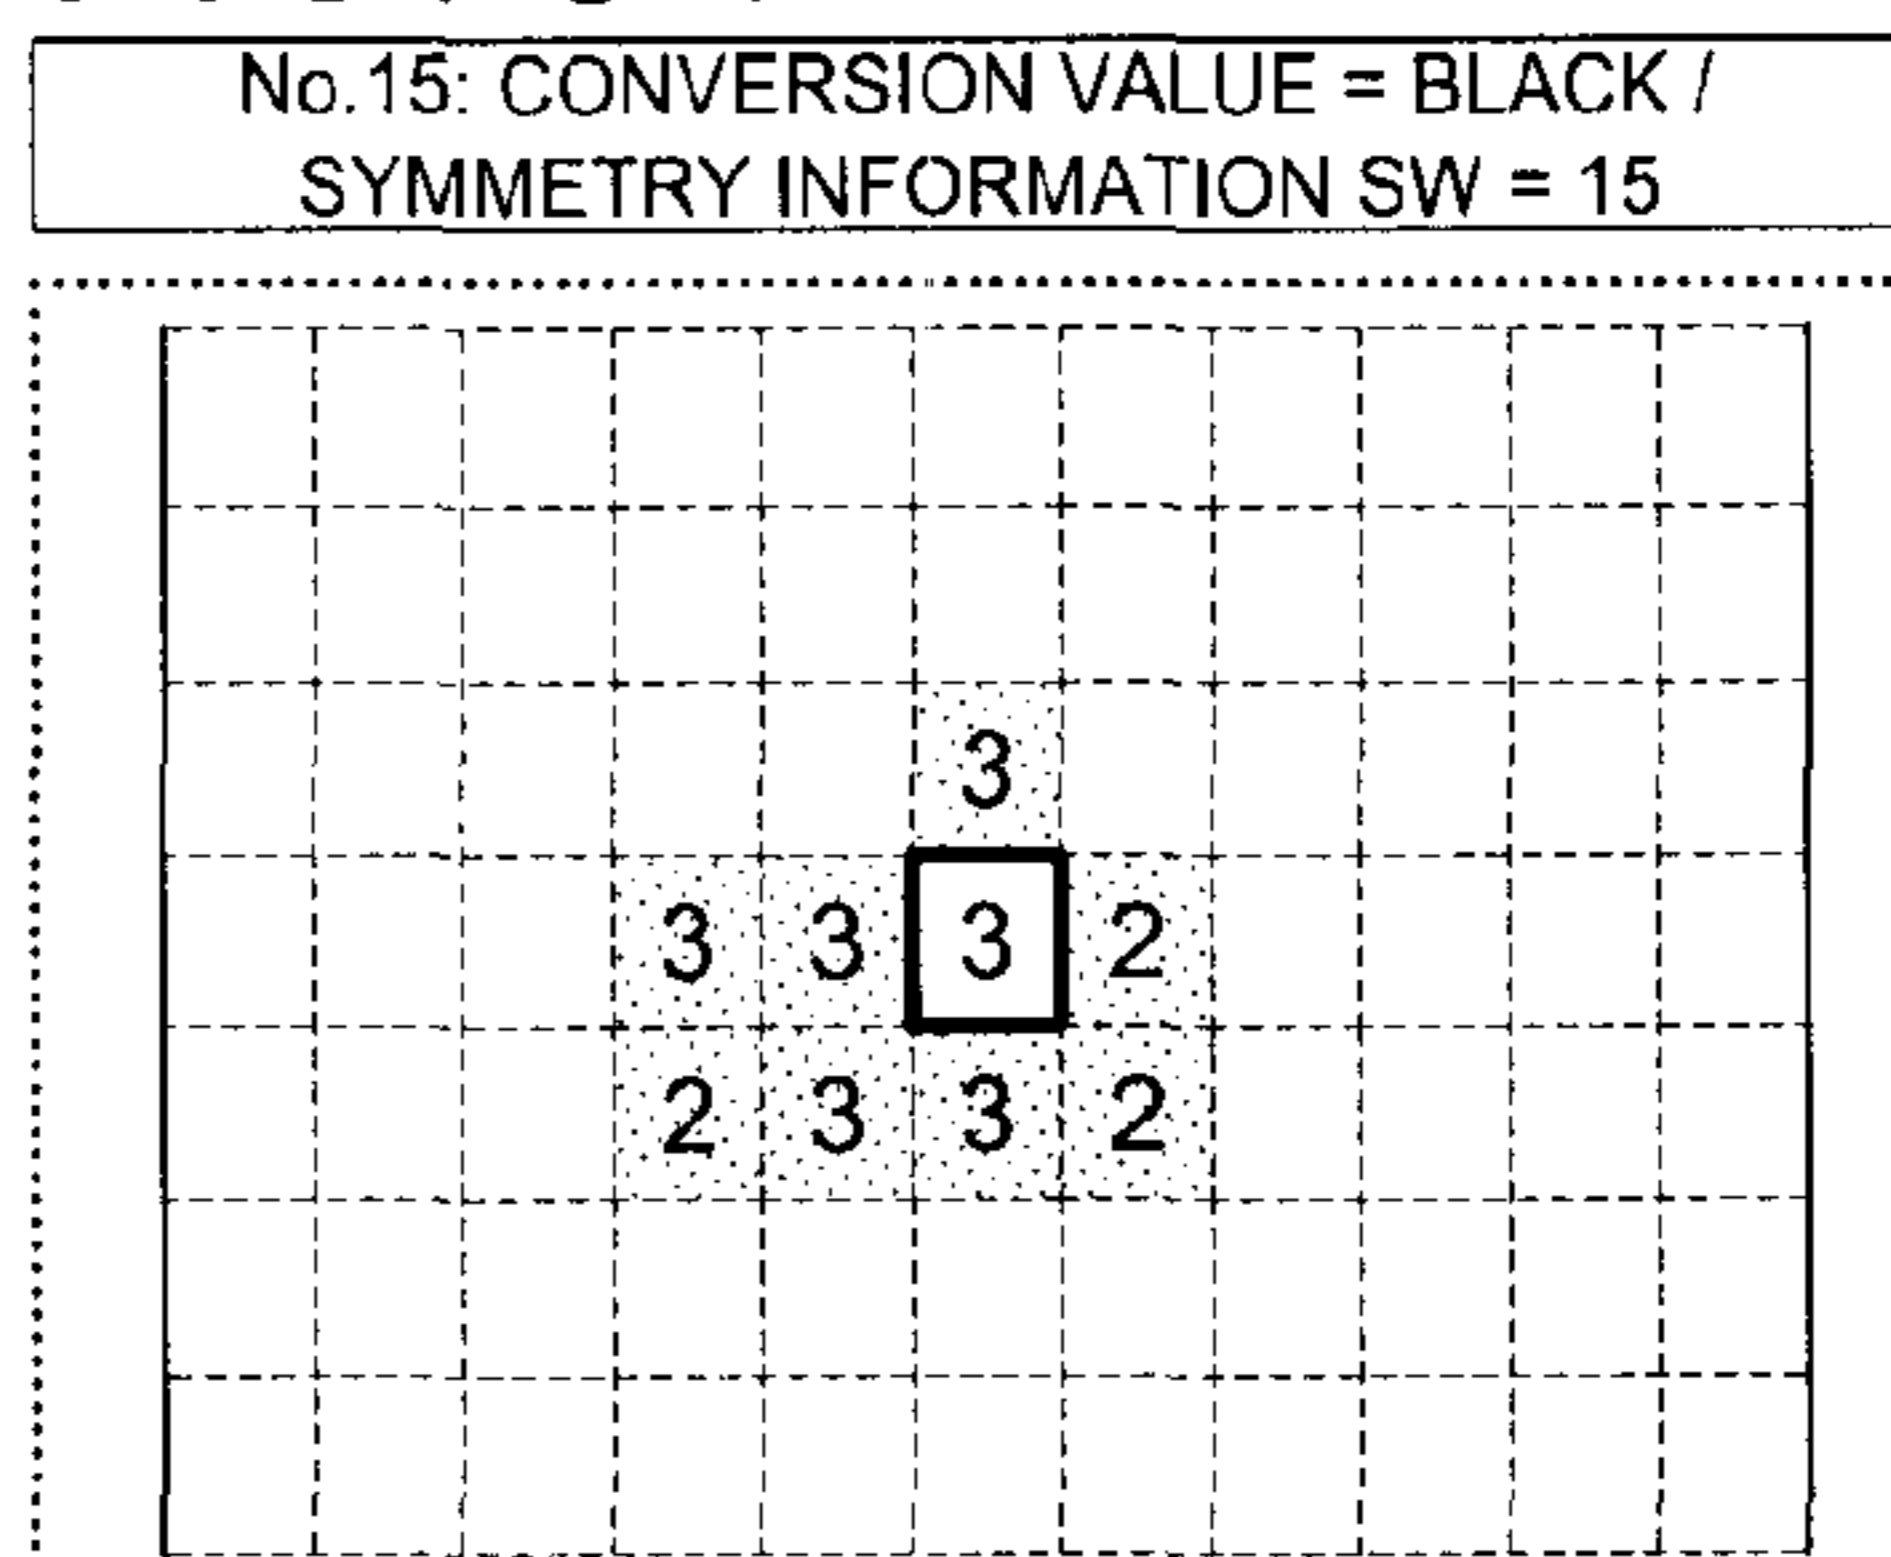 No.15: CONVERSION VALUE = BLACK /
SYMMETRY INFORMATION SW = 15
3
3 3 3 2
2 3 3 2